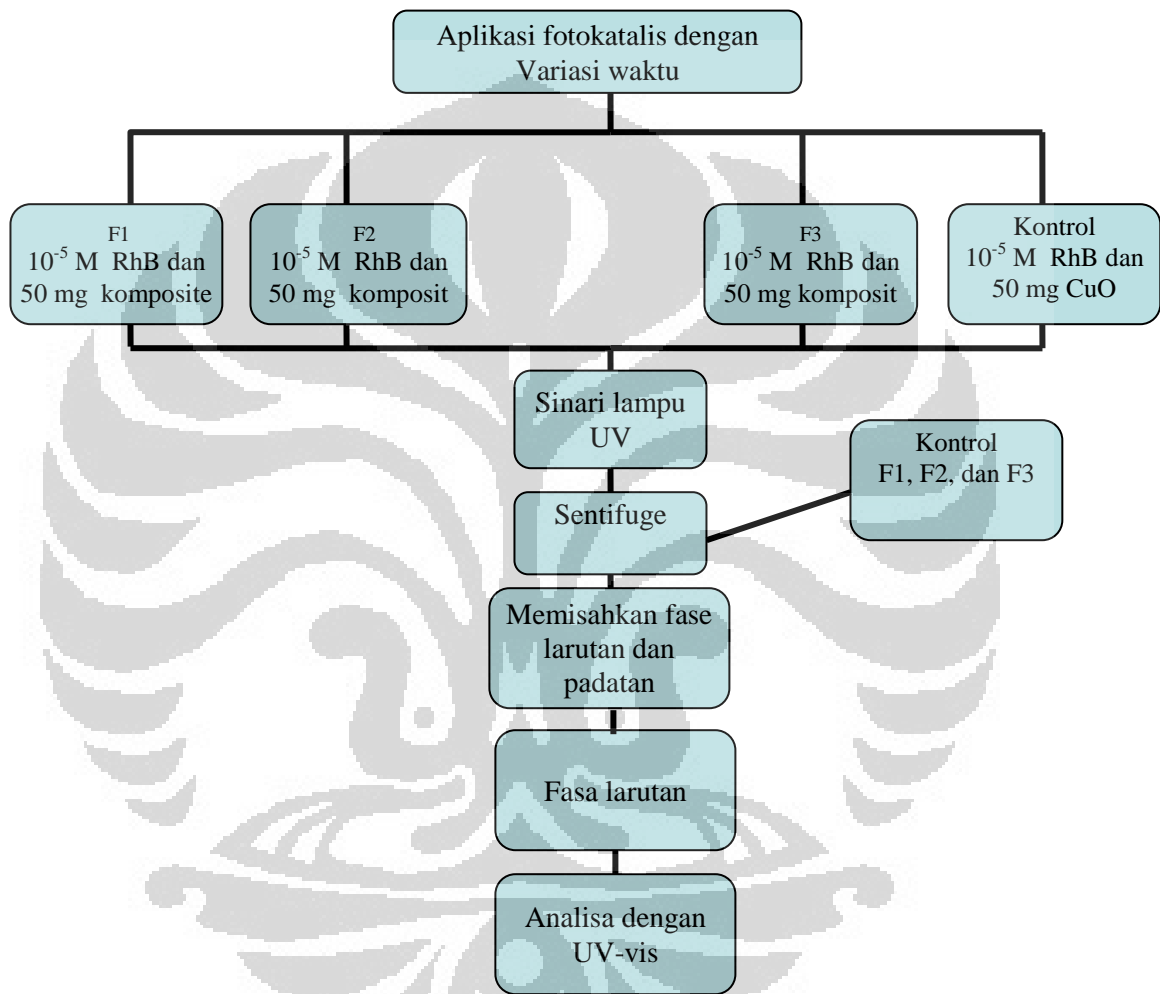 Aplikasi fotokatalis dengan
Variasi waktu
F1
10⁻⁵ M RhB dan
50 mg komposite
F2
10⁻⁵ M RhB dan
50 mg komposit
F3
10⁻⁵ M RhB dan
50 mg komposit
Kontrol
10⁻⁵ M RhB dan
50 mg CuO
Sinari lampu
UV
Kontrol
F1, F2, dan F3
Sentifuge
Memisahkan fase
larutan dan
padatan
Fasa larutan
Analisa dengan
UV-vis